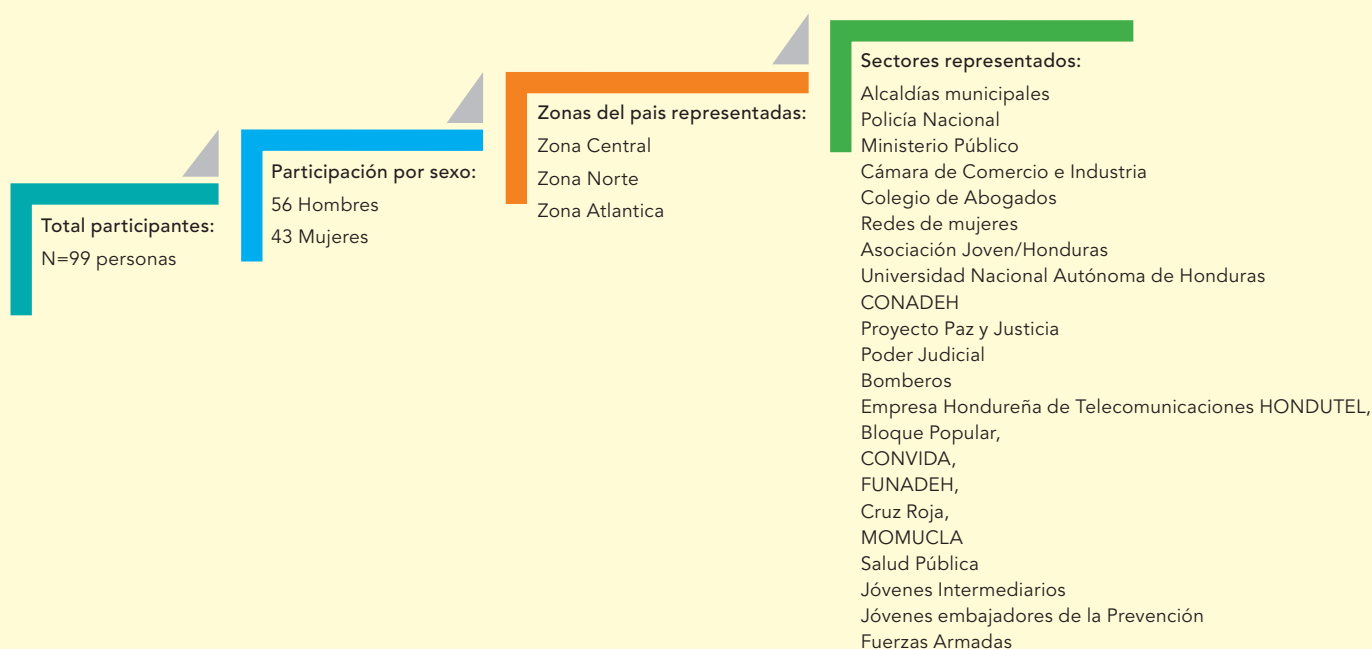 Total participantes:
N=99 personas
Participación por sexo:
56 Hombres
43 Mujeres
Zonas del pais representadas:
Zona Central
Zona Norte
Zona Atlantica
Sectores representados:
Alcaldías municipales
Policía Nacional
Ministerio Público
Cámara de Comercio e Industria
Colegio de Abogados
Redes de mujeres
Asociación Joven/Honduras
Universidad Nacional Autónoma de Honduras
CONADEH
Proyecto Paz y Justicia
Poder Judicial
Bomberos
Empresa Hondureña de Telecomunicaciones HONDUTEL,
Bloque Popular,
CONVIDA,
FUNADEH,
Cruz Roja,
MOMUCLA
Salud Pública
Jóvenes Intermediarios
Jóvenes embajadores de la Prevención
Fuerzas Armadas